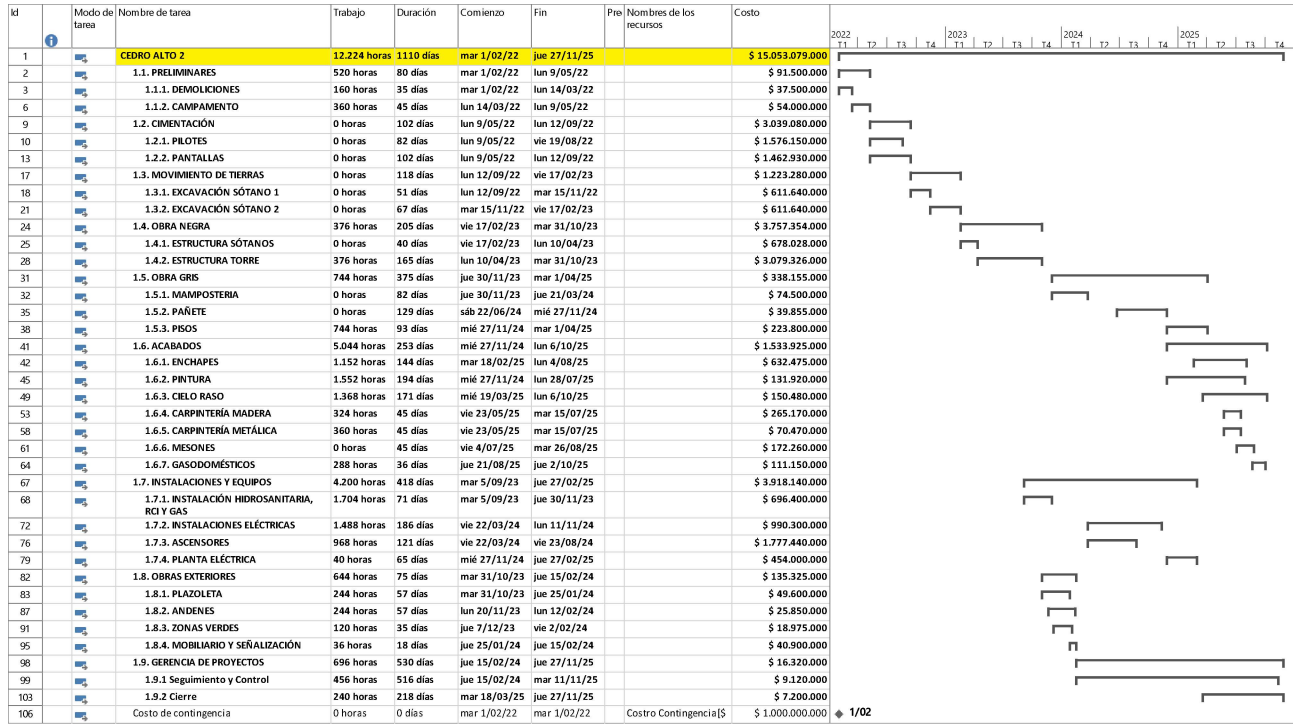 Id Modo de tarea Nombre de tarea Trabajo Duración Comienzo Fin Pre Nombres de los recursos Costo
2022 2023 2024 2025
T1 T2 T3 T4 T1 T2 T3 T4 T1 T2 T3 T4 T1 T2 T3 T4
1 CEDRO ALTO 2 12.224 horas 1110 días mar 1/02/22 jue 27/11/25 $ 15.053.079.000
2 1.1. PRELIMINARES 520 horas 80 días mar 1/02/22 lun 9/05/22 $ 91.500.000
3 1.1.1. DEMOLICIONES 160 horas 35 días mar 1/02/22 lun 14/03/22 $ 37.500.000
6 1.1.2. CAMPAMENTO 360 horas 45 días lun 14/03/22 lun 9/05/22 $ 54.000.000
9 1.2. CIMENTACIÓN 0 horas 102 días lun 9/05/22 lun 12/09/22 $ 3.039.080.000
10 1.2.1. PILOTES 0 horas 82 días lun 9/05/22 vie 19/08/22 $ 1.576.150.000
13 1.2.2. PANTALLAS 0 horas 102 días lun 9/05/22 lun 12/09/22 $ 1.462.930.000
17 1.3. MOVIMIENTO DE TIERRAS 0 horas 118 días lun 12/09/22 vie 17/02/23 $ 1.223.280.000
18 1.3.1. EXCAVACIÓN SÓTANO 1 0 horas 51 días lun 12/09/22 mar 15/11/22 $ 611.640.000
21 1.3.2. EXCAVACIÓN SÓTANO 2 0 horas 67 días mar 15/11/22 vie 17/02/23 $ 611.640.000
24 1.4. OBRA NEGRA 376 horas 205 días vie 17/02/23 mar 31/10/23 $ 3.757.354.000
25 1.4.1. ESTRUCTURA SÓTANOS 0 horas 40 días vie 17/02/23 lun 10/04/23 $ 678.028.000
28 1.4.2. ESTRUCTURA TORRE 376 horas 165 días lun 10/04/23 mar 31/10/23 $ 3.079.326.000
31 1.5. OBRA GRIS 744 horas 375 días jue 30/11/23 mar 1/04/25 $ 338.155.000
32 1.5.1. MAMPOSTERIA 0 horas 82 días jue 30/11/23 jue 21/03/24 $ 74.500.000
35 1.5.2. PAÑETE 0 horas 129 días sáb 22/06/24 mié 27/11/24 $ 39.855.000
38 1.5.3. PISOS 744 horas 93 días mié 27/11/24 mar 1/04/25 $ 223.800.000
41 1.6. ACABADOS 5.044 horas 253 días mié 27/11/24 lun 6/10/25 $ 1.533.925.000
42 1.6.1. ENCHAPES 1.152 horas 144 días mar 18/02/25 lun 4/08/25 $ 632.475.000
45 1.6.2. PINTURA 1.552 horas 194 días mié 27/11/24 lun 28/07/25 $ 131.920.000
49 1.6.3. CIELO RASO 1.368 horas 171 días mié 19/03/25 lun 6/10/25 $ 150.480.000
53 1.6.4. CARPINTERÍA MADERA 324 horas 45 días vie 23/05/25 mar 15/07/25 $ 265.170.000
58 1.6.5. CARPINTERÍA METÁLICA 360 horas 45 días vie 23/05/25 mar 15/07/25 $ 70.470.000
61 1.6.6. MESONES 0 horas 45 días vie 4/07/25 mar 26/08/25 $ 172.260.000
64 1.6.7. GASODOMÉSTICOS 288 horas 36 días jue 21/08/25 jue 2/10/25 $ 111.150.000
67 1.7. INSTALACIONES Y EQUIPOS 4.200 horas 418 días mar 5/09/23 jue 27/02/25 $ 3.918.140.000
68 1.7.1. INSTALACIÓN HIDROSANITARIA, RCI Y GAS 1.704 horas 71 días mar 5/09/23 jue 30/11/23 $ 696.400.000
72 1.7.2. INSTALACIONES ELÉCTRICAS 1.488 horas 186 días vie 22/03/24 lun 11/11/24 $ 990.300.000
76 1.7.3. ASCENSORES 968 horas 121 días vie 22/03/24 vie 23/08/24 $ 1.777.440.000
79 1.7.4. PLANTA ELÉCTRICA 40 horas 65 días mié 27/11/24 jue 27/02/25 $ 454.000.000
82 1.8. OBRAS EXTERIORES 644 horas 75 días mar 31/10/23 jue 15/02/24 $ 135.325.000
83 1.8.1. PLAZOLETA 244 horas 57 días mar 31/10/23 jue 25/01/24 $ 49.600.000
87 1.8.2. ANDENES 244 horas 57 días lun 20/11/23 lun 12/02/24 $ 25.850.000
91 1.8.3. ZONAS VERDES 120 horas 35 días jue 7/12/23 vie 2/02/24 $ 18.975.000
95 1.8.4. MOBILIARIO Y SEÑALIZACIÓN 36 horas 18 días jue 25/01/24 jue 15/02/24 $ 40.900.000
98 1.9. GERENCIA DE PROYECTOS 696 horas 530 días jue 15/02/24 jue 27/11/25 $ 16.320.000
99 1.9.1 Seguimiento y Control 456 horas 516 días jue 15/02/24 mar 11/11/25 $ 9.120.000
103 1.9.2 Cierre 240 horas 218 días mar 18/03/25 jue 27/11/25 $ 7.200.000
106 Costo de contingencia 0 horas 0 días mar 1/02/22 mar 1/02/22 Costro Contingencia[$ $ 1.000.000.000 1/02